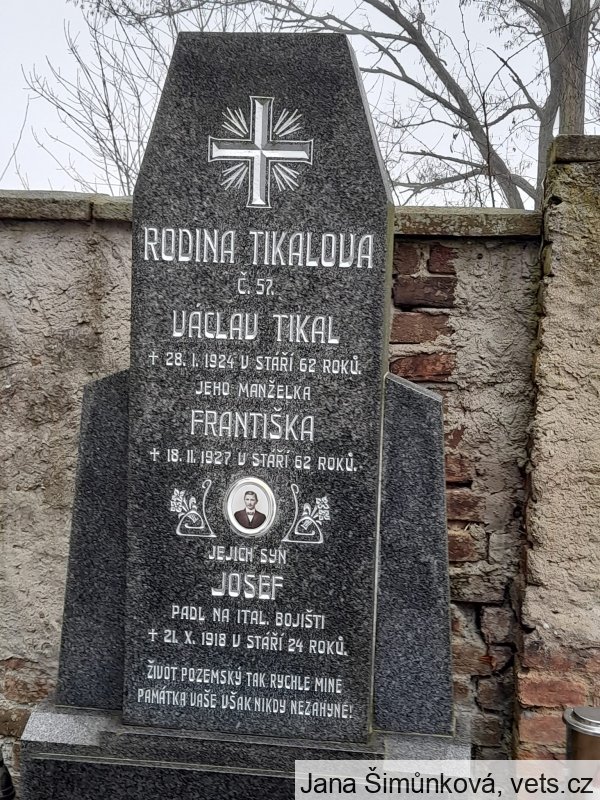 RODINA TIKALOVA
Č. 57.
VÁCLAV TIKAL
+ 28. I. 1924 V STÁŘÍ 62 ROKŮ.
JEHO MANŽELKA
FRANTIŠKA
+ 18. II. 1927 V STÁŘÍ 62 ROKŮ.
JEJICH SYN
JOSEF
PADL NA ITAL. BOJIŠTI
+ 21. X. 1918 V STÁŘÍ 24 ROKŮ.
ŽIVOT POZEMSKÝ TAK RYCHLE MINE
PAMÁTKA VAŠE VŠAK NIKDY NEZAHYNE!
Jana Šimůnková, vets.cz